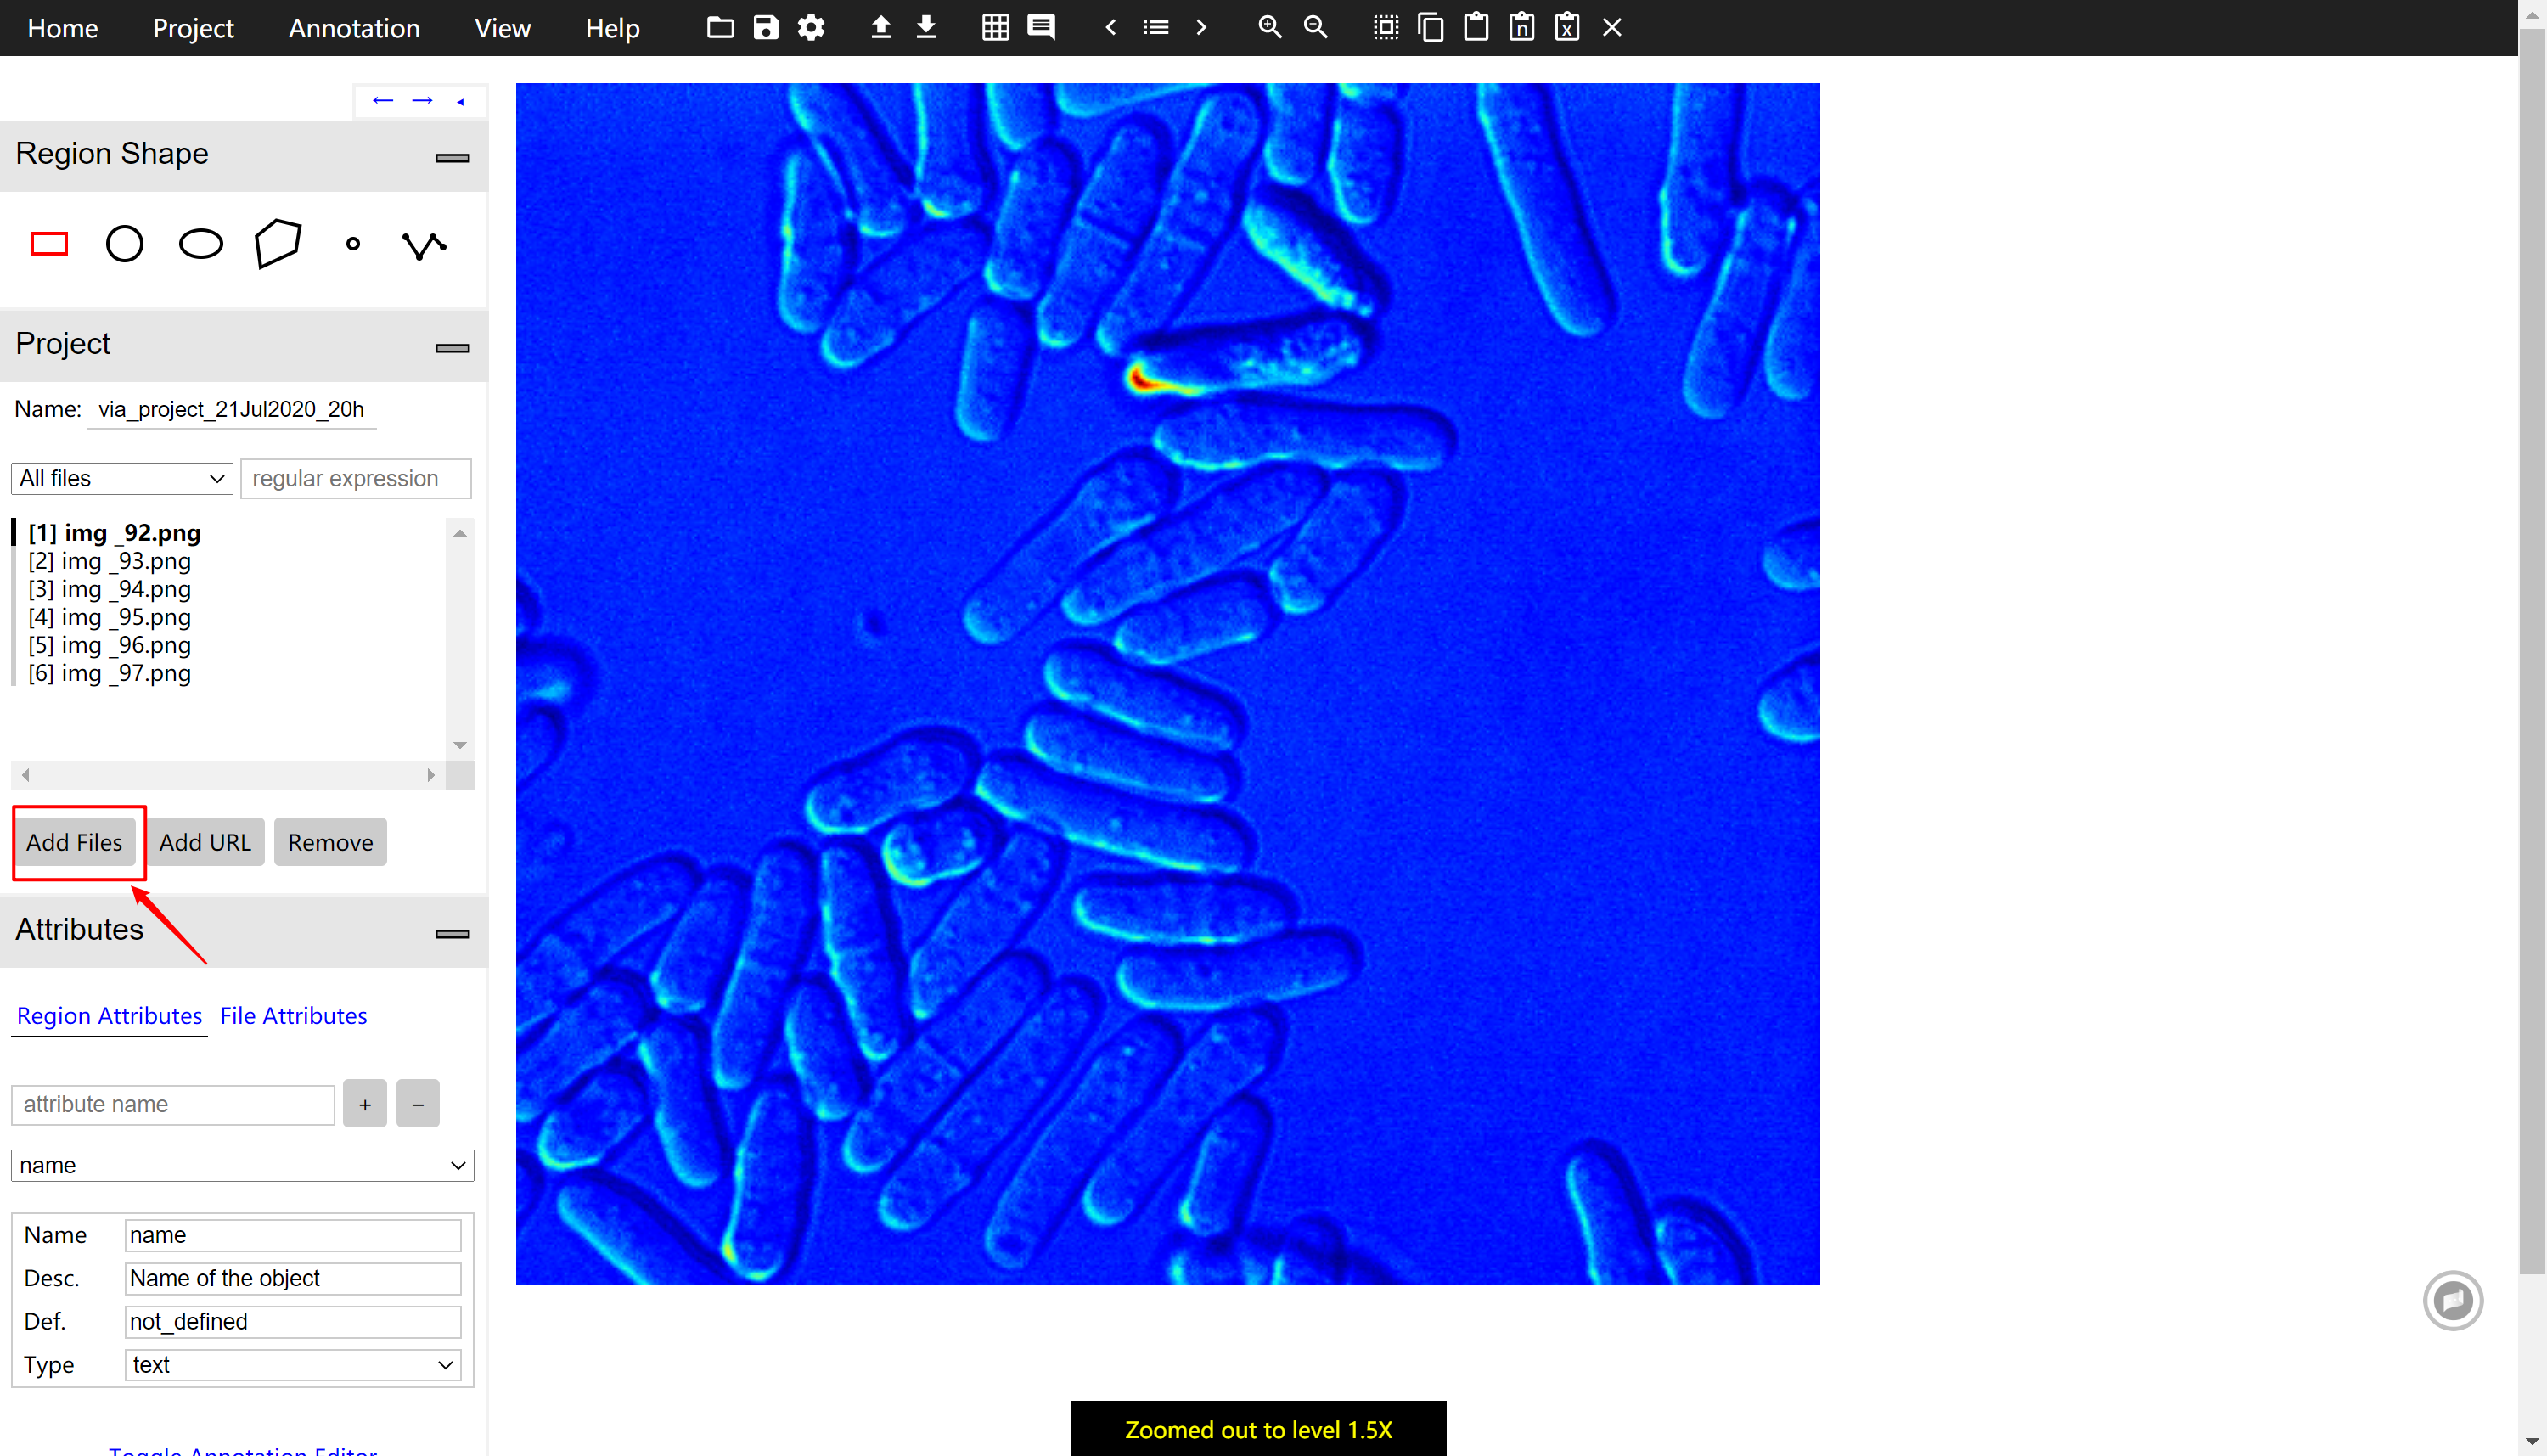 Home Project Annotation View Help
Region Shape
Project
Name: via_project_21Jul2020_20h
All files regular expression
[1] img _92.png
[2] img _93.png
[3] img _94.png
[4] img _95.png
[5] img _96.png
[6] img _97.png
Add Files Add URL Remove
Attributes
Region Attributes File Attributes
attribute name + −
name
Name name
Desc. Name of the object
Def. not_defined
Type text
Toggle Annotation Editor
Zoomed out to level 1.5X